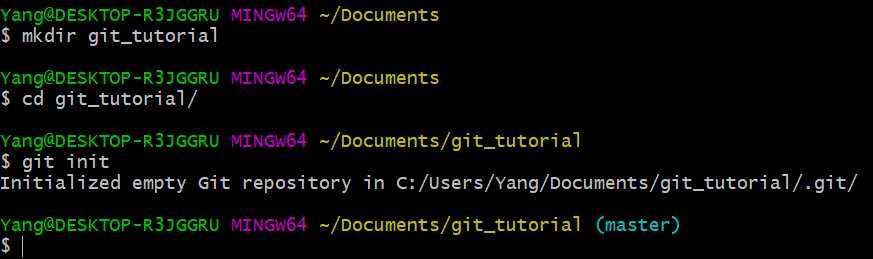 Yang@DESKTOP-R3JGGRU MINGW64 ~/Documents
$ mkdir git_tutorial
Yang@DESKTOP-R3JGGRU MINGW64 ~/Documents
$ cd git_tutorial/
Yang@DESKTOP-R3JGGRU MINGW64 ~/Documents/git_tutorial
$ git init
Initialized empty Git repository in C:/Users/Yang/Documents/git_tutorial/.git/
Yang@DESKTOP-R3JGGRU MINGW64 ~/Documents/git_tutorial (master)
$